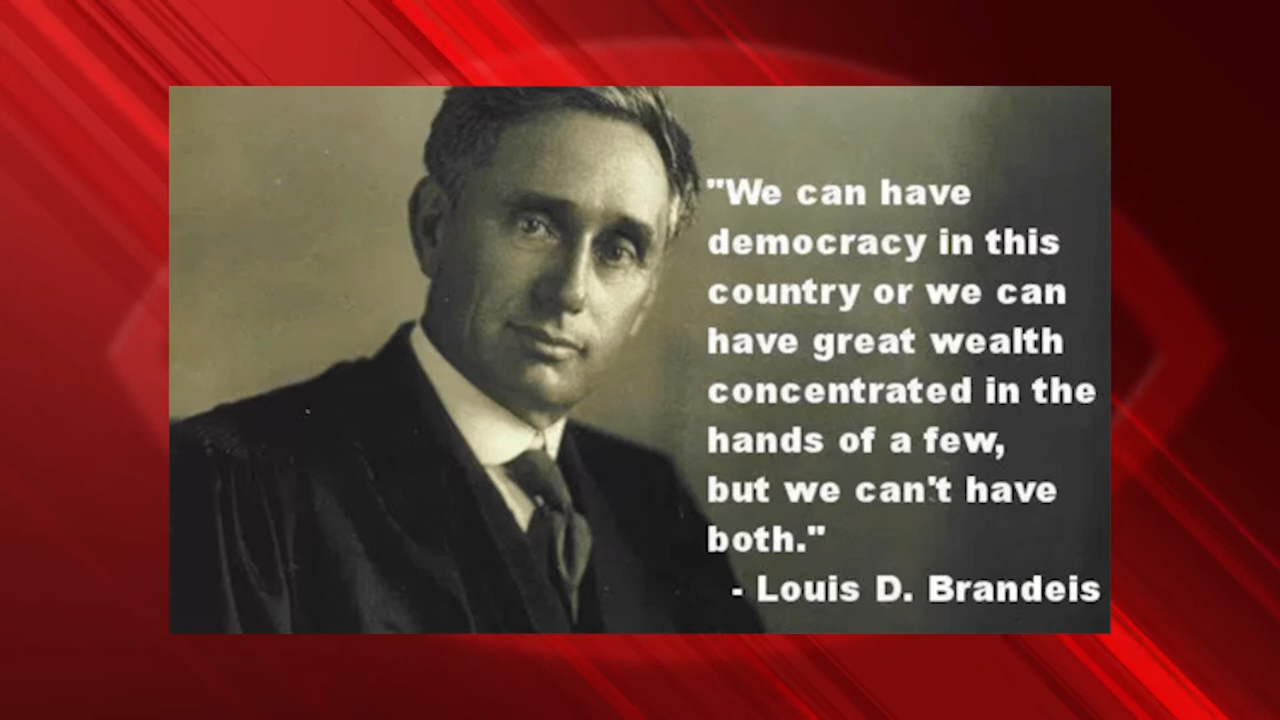 "We can have
democracy in this
country or we can
have great wealth
concentrated in the
hands of a few,
but we can't have
both."
- Louis D. Brandeis